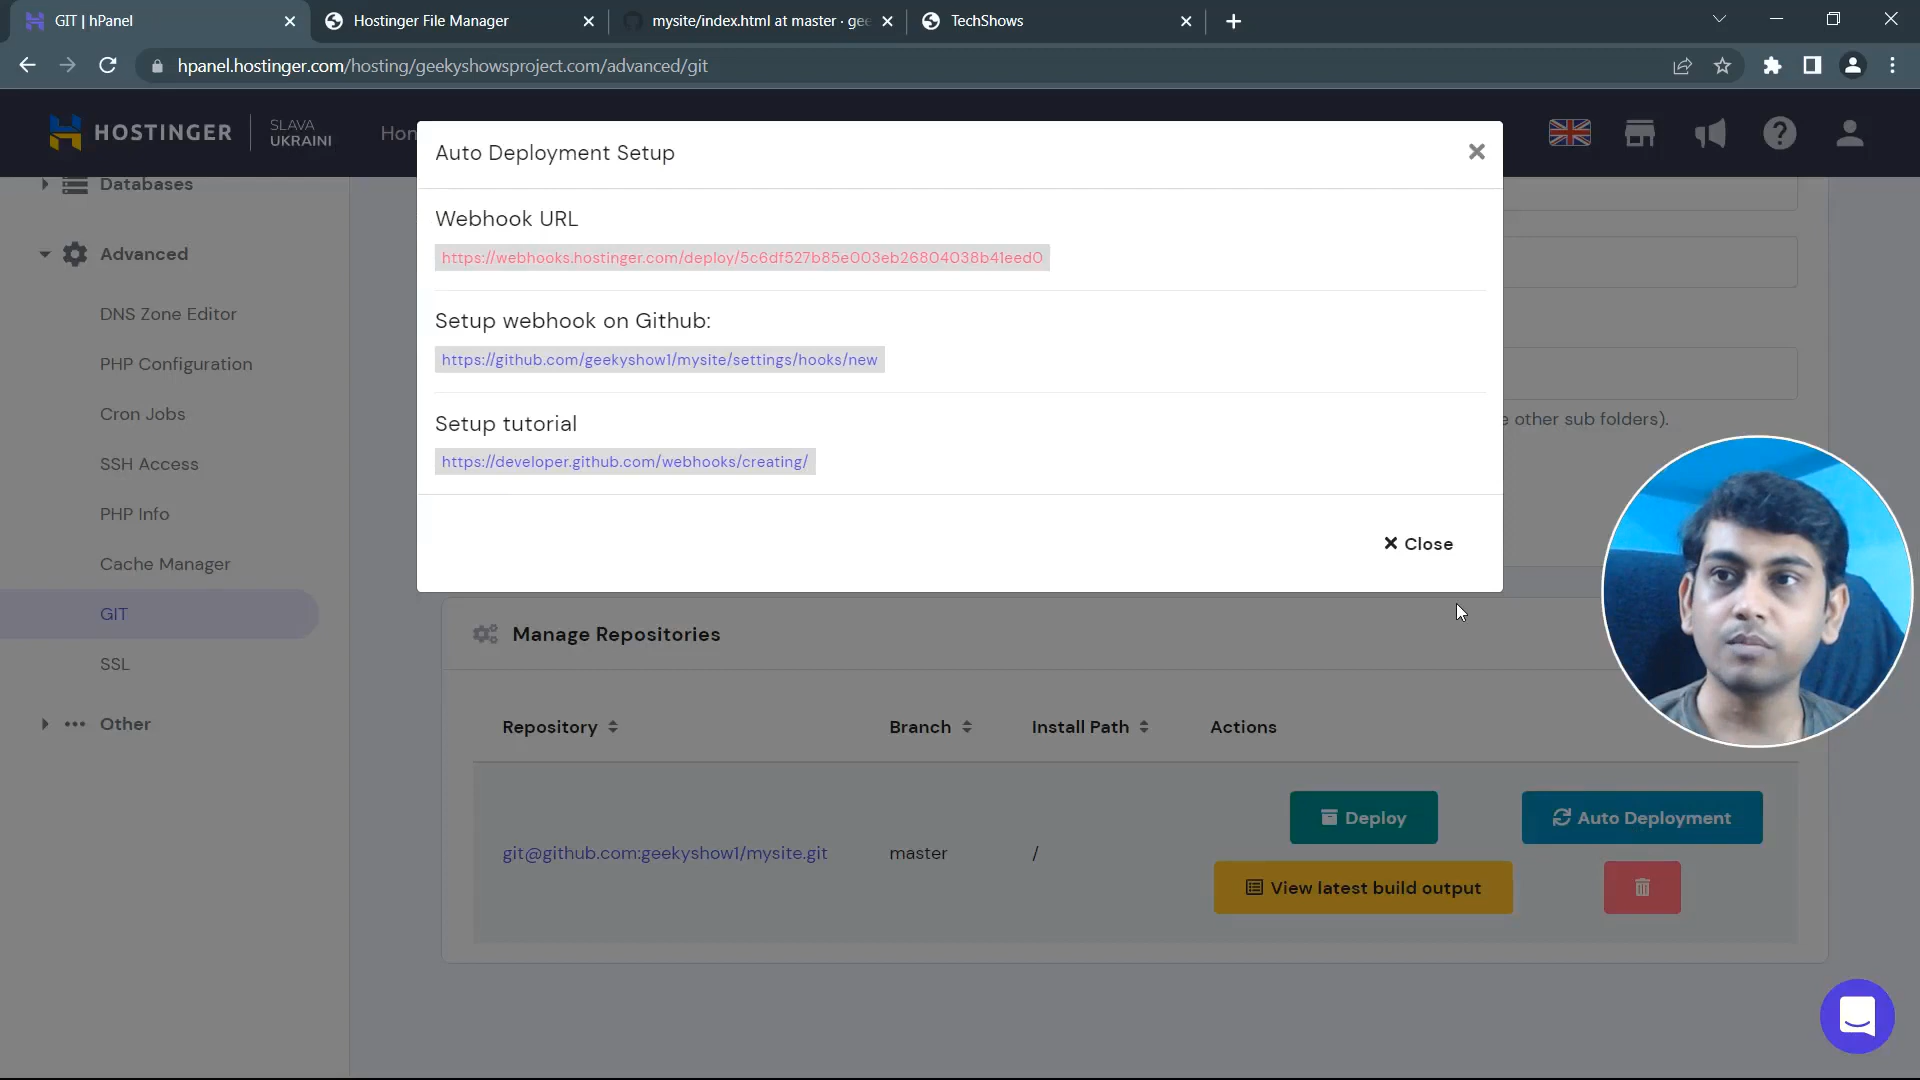 GIT | hPanel
Hostinger File Manager
mysite/index.html at master · gee
TechShows
hpanel.hostinger.com/hosting/geekyshowsproject.com/advanced/git
HOSTINGER
SLAVA
UKRAINI
Hon
Auto Deployment Setup
Webhook URL
https://webhooks.hostinger.com/deploy/5c6df527b85e003eb26804038b41eed0
Setup webhook on Github:
https://github.com/geekyshow1/mysite/settings/hooks/new
Setup tutorial
https://developer.github.com/webhooks/creating/
Close
Databases
Advanced
DNS Zone Editor
PHP Configuration
Cron Jobs
SSH Access
PHP Info
Cache Manager
GIT
SSL
Other
e other sub folders).
Manage Repositories
Repository
Branch
Install Path
Actions
git@github.com:geekyshow1/mysite.git
master
/
Deploy
Auto Deployment
View latest build output